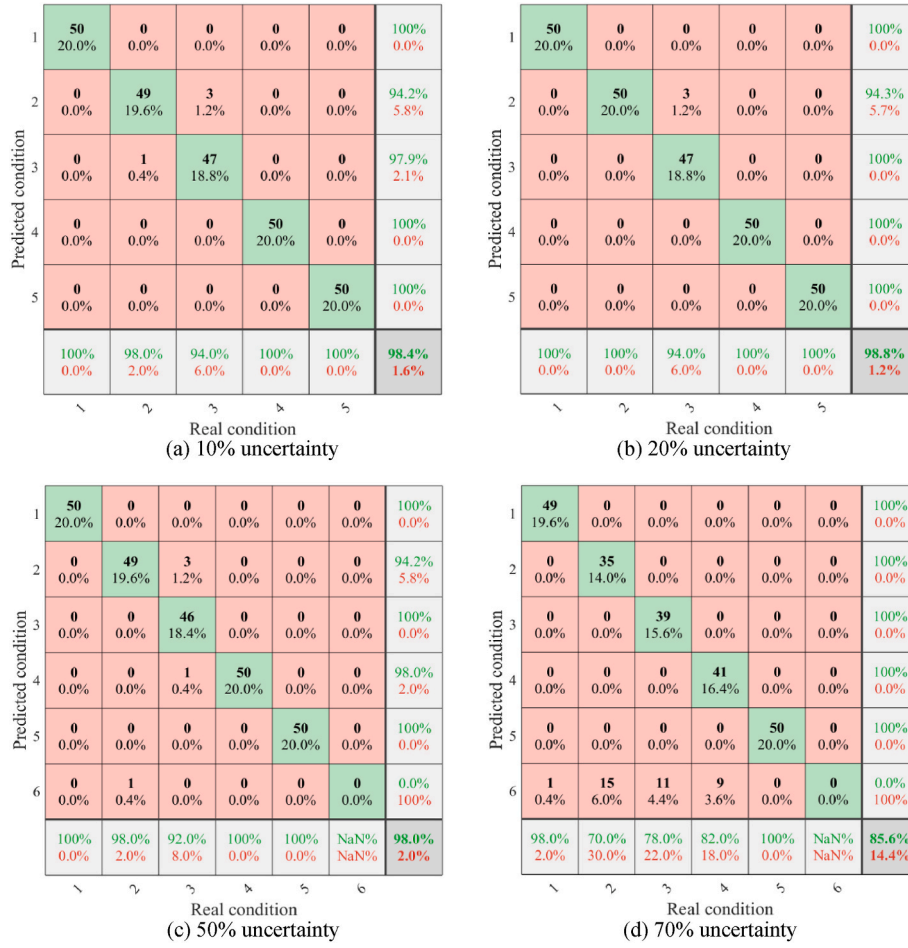 50 0 0 0 0 100%
1
20.0% 0.0% 0.0% 0.0% 0.0% 0.0%
0 49 3 0 0 94.2%
2
0.0% 19.6% 1.2% 0.0% 0.0% 5.8%
0 1 47 0 0 97.9%
3
0.0% 0.4% 18.8% 0.0% 0.0% 2.1%
0 0 0 50 0 100%
4
0.0% 0.0% 0.0% 20.0% 0.0% 0.0%
0 0 0 0 50 100%
5
0.0% 0.0% 0.0% 0.0% 20.0% 0.0%
100% 98.0% 94.0% 100% 100% 98.4%
0.0% 2.0% 6.0% 0.0% 0.0% 1.6%
1 2 3 4 5
Predicted condition
Real condition
(a) 10% uncertainty
50 0 0 0 0 100%
1
20.0% 0.0% 0.0% 0.0% 0.0% 0.0%
0 50 3 0 0 94.3%
2
0.0% 20.0% 1.2% 0.0% 0.0% 5.7%
0 0 47 0 0 100%
3
0.0% 0.0% 18.8% 0.0% 0.0% 0.0%
0 0 0 50 0 100%
4
0.0% 0.0% 0.0% 20.0% 0.0% 0.0%
0 0 0 0 50 100%
5
0.0% 0.0% 0.0% 0.0% 20.0% 0.0%
100% 100% 94.0% 100% 100% 98.8%
0.0% 0.0% 6.0% 0.0% 0.0% 1.2%
1 2 3 4 5
Predicted condition
Real condition
(b) 20% uncertainty
50 0 0 0 0 0 100%
1
20.0% 0.0% 0.0% 0.0% 0.0% 0.0% 0.0%
0 49 3 0 0 0 94.2%
2
0.0% 19.6% 1.2% 0.0% 0.0% 0.0% 5.8%
0 0 46 0 0 0 100%
3
0.0% 0.0% 18.4% 0.0% 0.0% 0.0% 0.0%
0 0 1 50 0 0 98.0%
4
0.0% 0.0% 0.4% 20.0% 0.0% 0.0% 2.0%
0 0 0 0 50 0 100%
5
0.0% 0.0% 0.0% 0.0% 20.0% 0.0% 0.0%
0 1 0 0 0 0 0.0%
6
0.0% 0.4% 0.0% 0.0% 0.0% 0.0% 100%
100% 98.0% 92.0% 100% 100% NaN% 98.0%
0.0% 2.0% 8.0% 0.0% 0.0% NaN% 2.0%
1 2 3 4 5 6
Predicted condition
Real condition
(c) 50% uncertainty
49 0 0 0 0 0 100%
1
19.6% 0.0% 0.0% 0.0% 0.0% 0.0% 0.0%
0 35 0 0 0 0 100%
2
0.0% 14.0% 0.0% 0.0% 0.0% 0.0% 0.0%
0 0 39 0 0 0 100%
3
0.0% 0.0% 15.6% 0.0% 0.0% 0.0% 0.0%
0 0 0 41 0 0 100%
4
0.0% 0.0% 0.0% 16.4% 0.0% 0.0% 0.0%
0 0 0 0 50 0 100%
5
0.0% 0.0% 0.0% 0.0% 20.0% 0.0% 0.0%
1 15 11 9 0 0 0.0%
6
0.4% 6.0% 4.4% 3.6% 0.0% 0.0% 100%
98.0% 70.0% 78.0% 82.0% 100% NaN% 85.6%
2.0% 30.0% 22.0% 18.0% 0.0% NaN% 14.4%
1 2 3 4 5 6
Predicted condition
Real condition
(d) 70% uncertainty